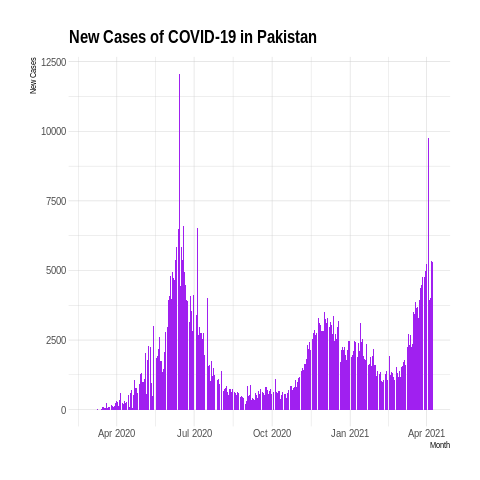 New Cases of COVID-19 in Pakistan
New Cases
12500
10000
7500
5000
2500
0
Apr 2020
Jul 2020
Oct 2020
Jan 2021
Apr 2021
Month